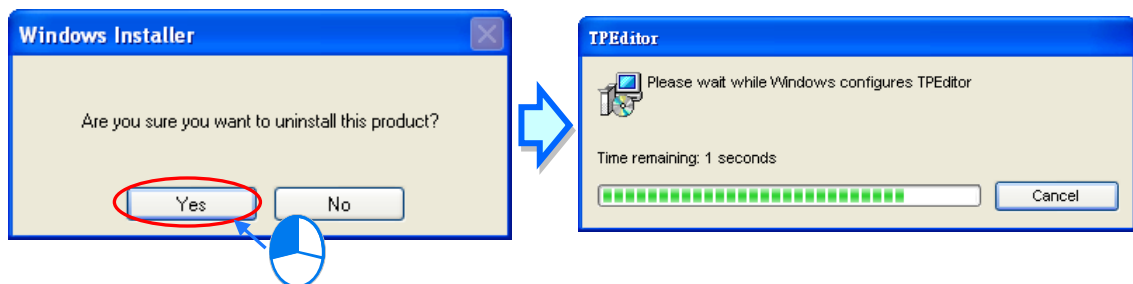 Windows Installer
Are you sure you want to uninstall this product?
Yes
No
TPEditor
Please wait while Windows configures TPEditor
Time remaining: 1 seconds
Cancel